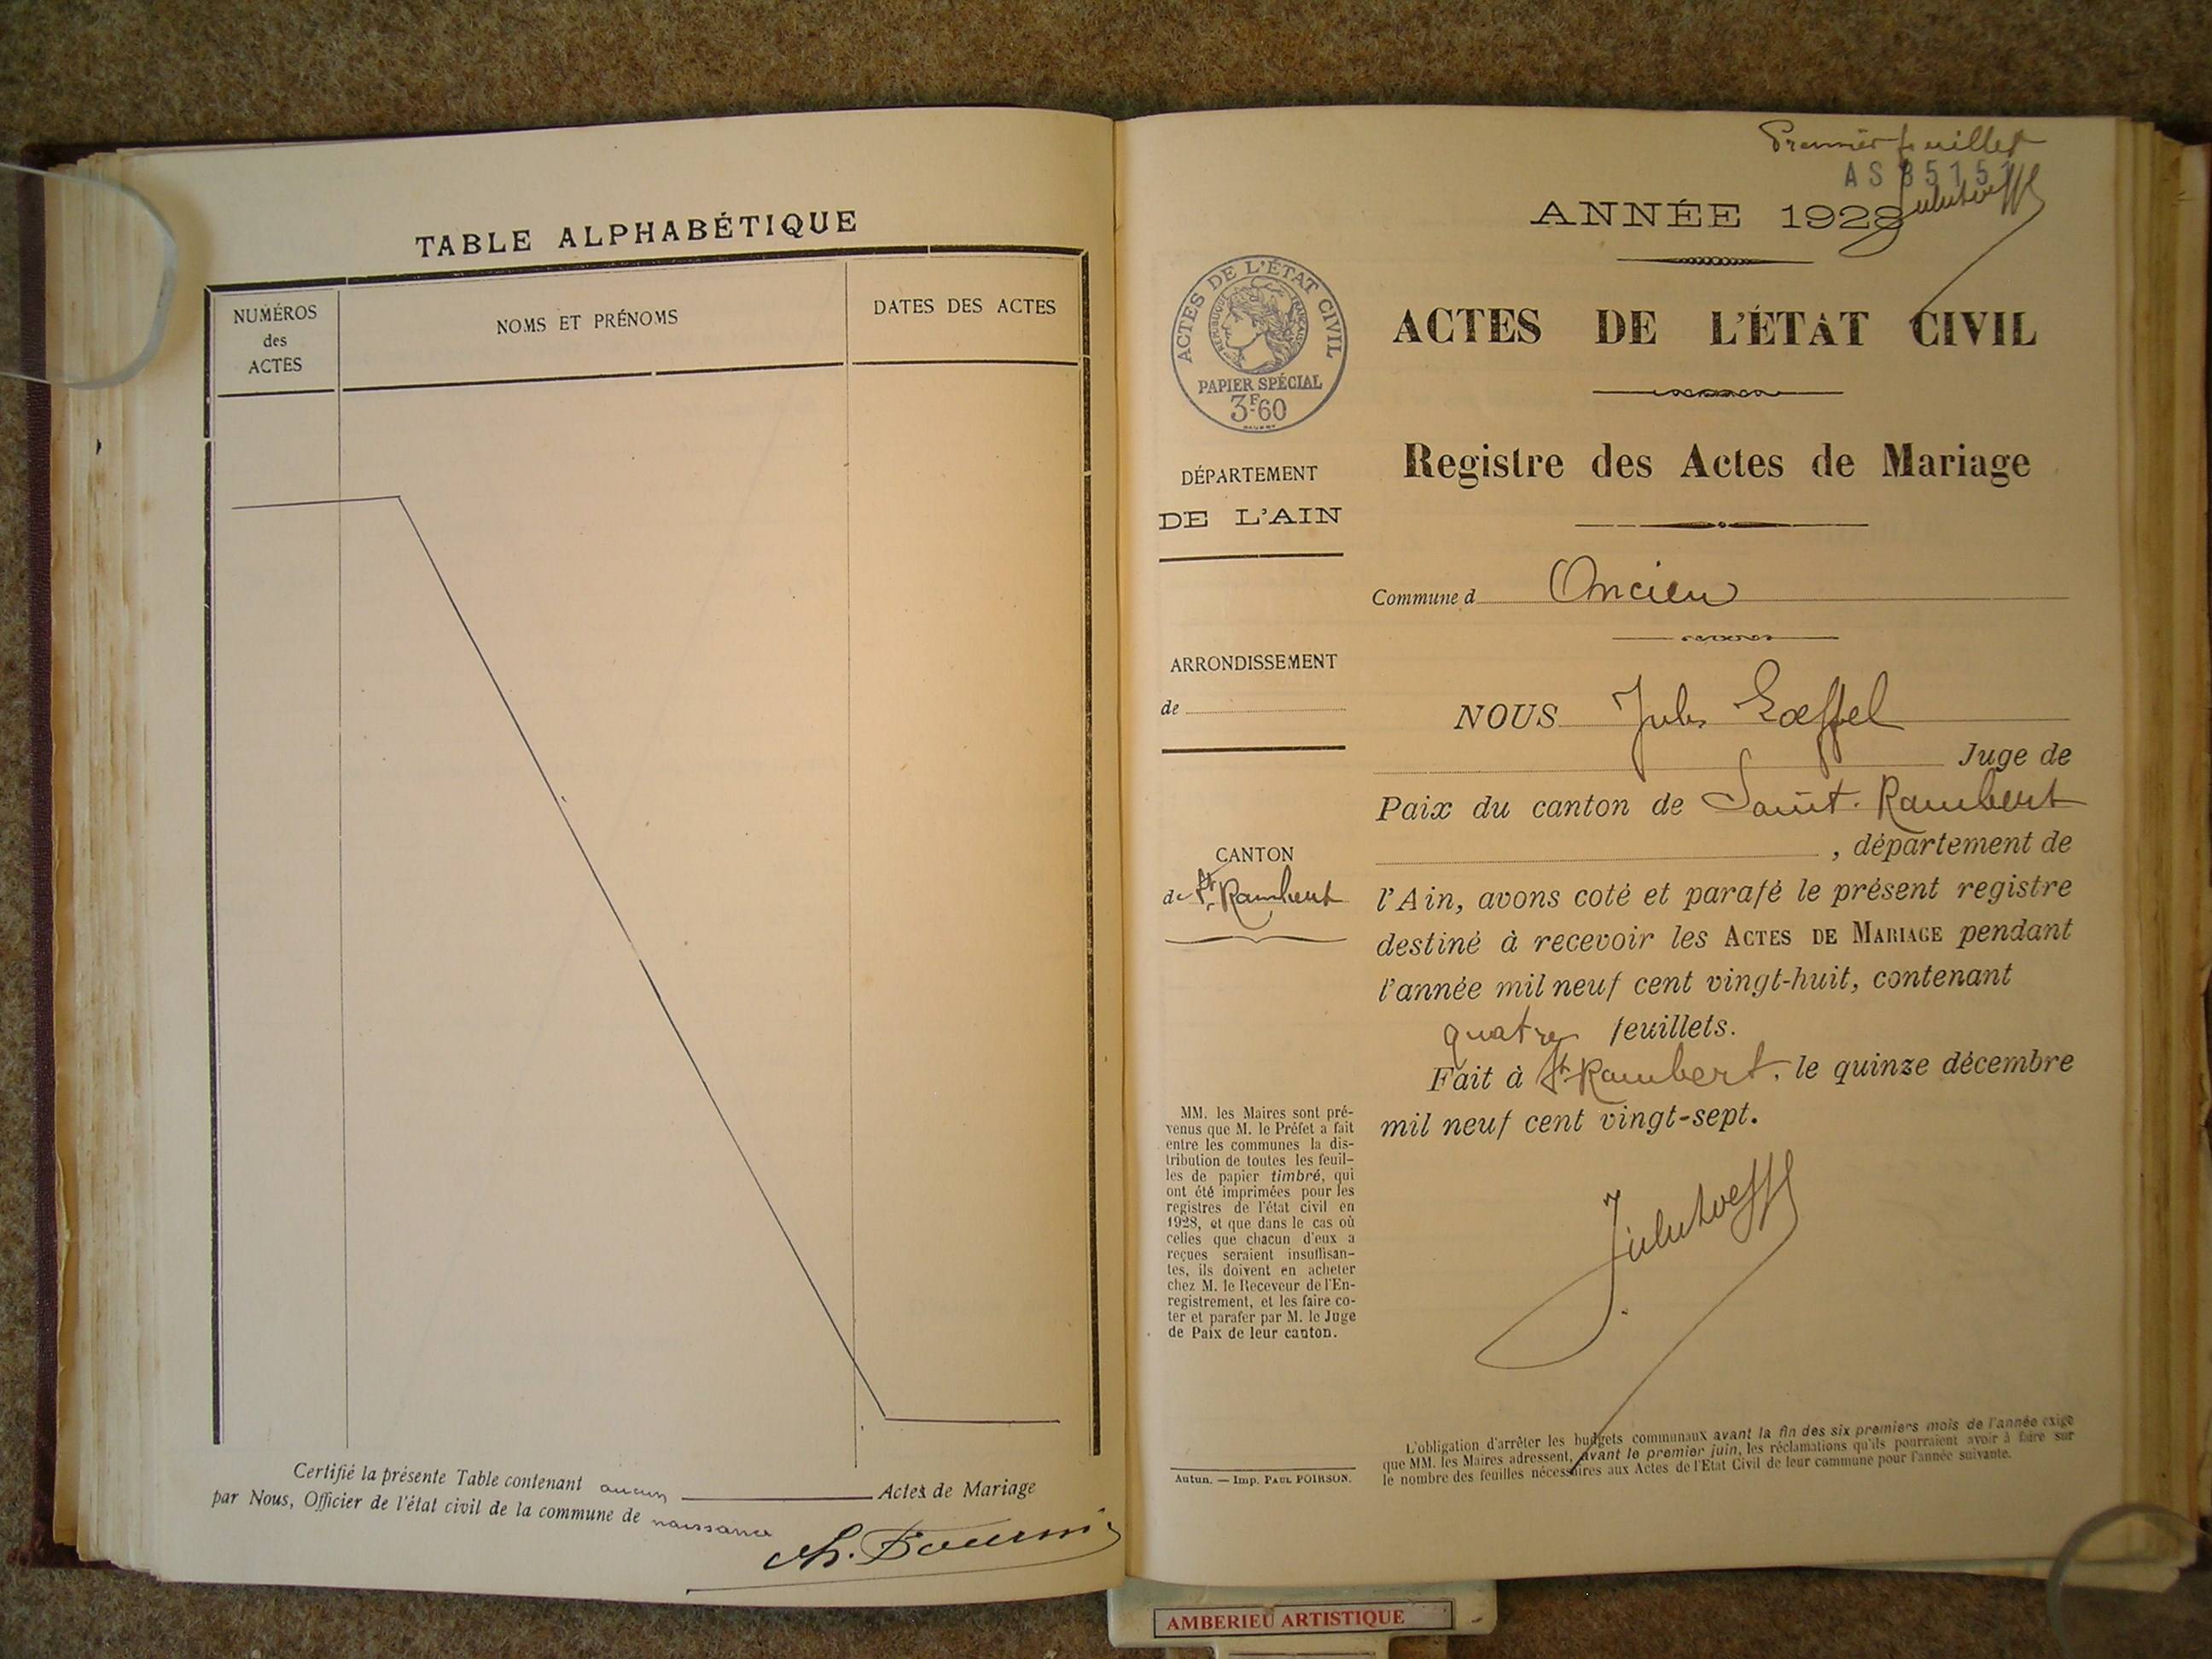 TABLE ALPHABÉTIQUE
NUMÉROS
des
ACTES
NOMS ET PRÉNOMS
DATES DES ACTES
Certifié la présente Table contenant aucun Actes de Mariage
par Nous, Officier de l'état civil de la commune de naissance
Premier feuillet
ANNÉE 1928
ACTES DE L'ÉTAT CIVIL
RÉPUBLIQUE FRANÇAISE
PAPIER SPÉCIAL
3F.60
ACTES DE L'ÉTAT CIVIL
Registre des Actes de Mariage
DÉPARTEMENT
DE L'AIN
ARRONDISSEMENT
de
CANTON
de St Rambert
MM. les Maires sont pré-
venus que M. le Préfet a fait
entre les communes la dis-
tribution de toutes les feuil-
les de papier timbré, qui
ont été imprimées pour les
registres de l'état civil en
1928, et que dans le cas où
celles que chacun d'eux a
reçues seraient insuffisan-
tes, ils doivent en acheter
chez M. le Receveur de l'En-
registrement, et les faire co-
ter et parafer par M. le Juge
de Paix de leur canton.
Autun. — Imp. PAUL POIRSON.
Commune d Oncieu
NOUS Jules Loeffel
Juge de
Paix du canton de Saint-Rambert
, département de
l'Ain, avons coté et parafé le présent registre
destiné à recevoir les ACTES DE MARIAGE pendant
l'année mil neuf cent vingt-huit, contenant
quatre feuillets.
Fait à St Rambert, le quinze décembre
mil neuf cent vingt-sept.
L'obligation d'arrêter les budgets communaux avant la fin des six premiers mois de l'année exige
que MM. les Maires adressent, avant le premier juin, les réclamations qu'ils pourraient avoir à faire sur
le nombre des feuilles nécessaires aux Actes de l'Etat Civil de leur commune pour l'année suivante.
AMBERIEU ARTISTIQUE